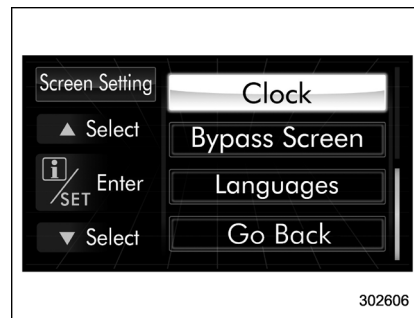 Screen Setting
▲ Select
i/SET Enter
▼ Select
Clock
Bypass Screen
Languages
Go Back
302606